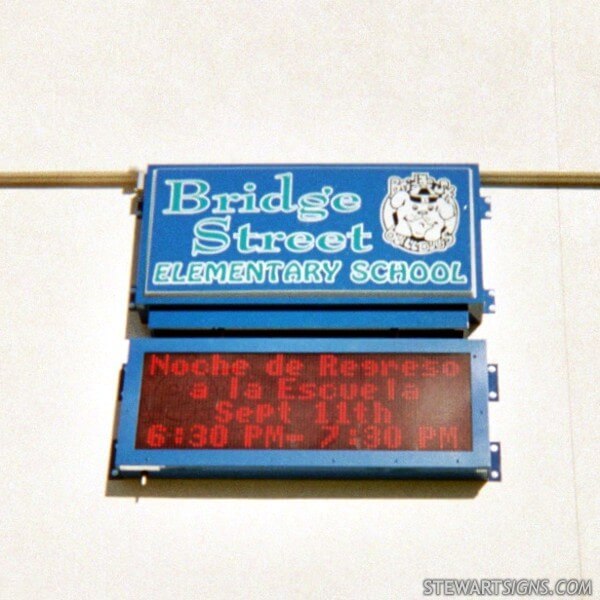 Bridge
Street
ELEMENTARY SCHOOL
Noche de Regreso
a la Escuela
Sept 11th
6:30 PM- 7:30 PM
STEWARTSIGNS.COM